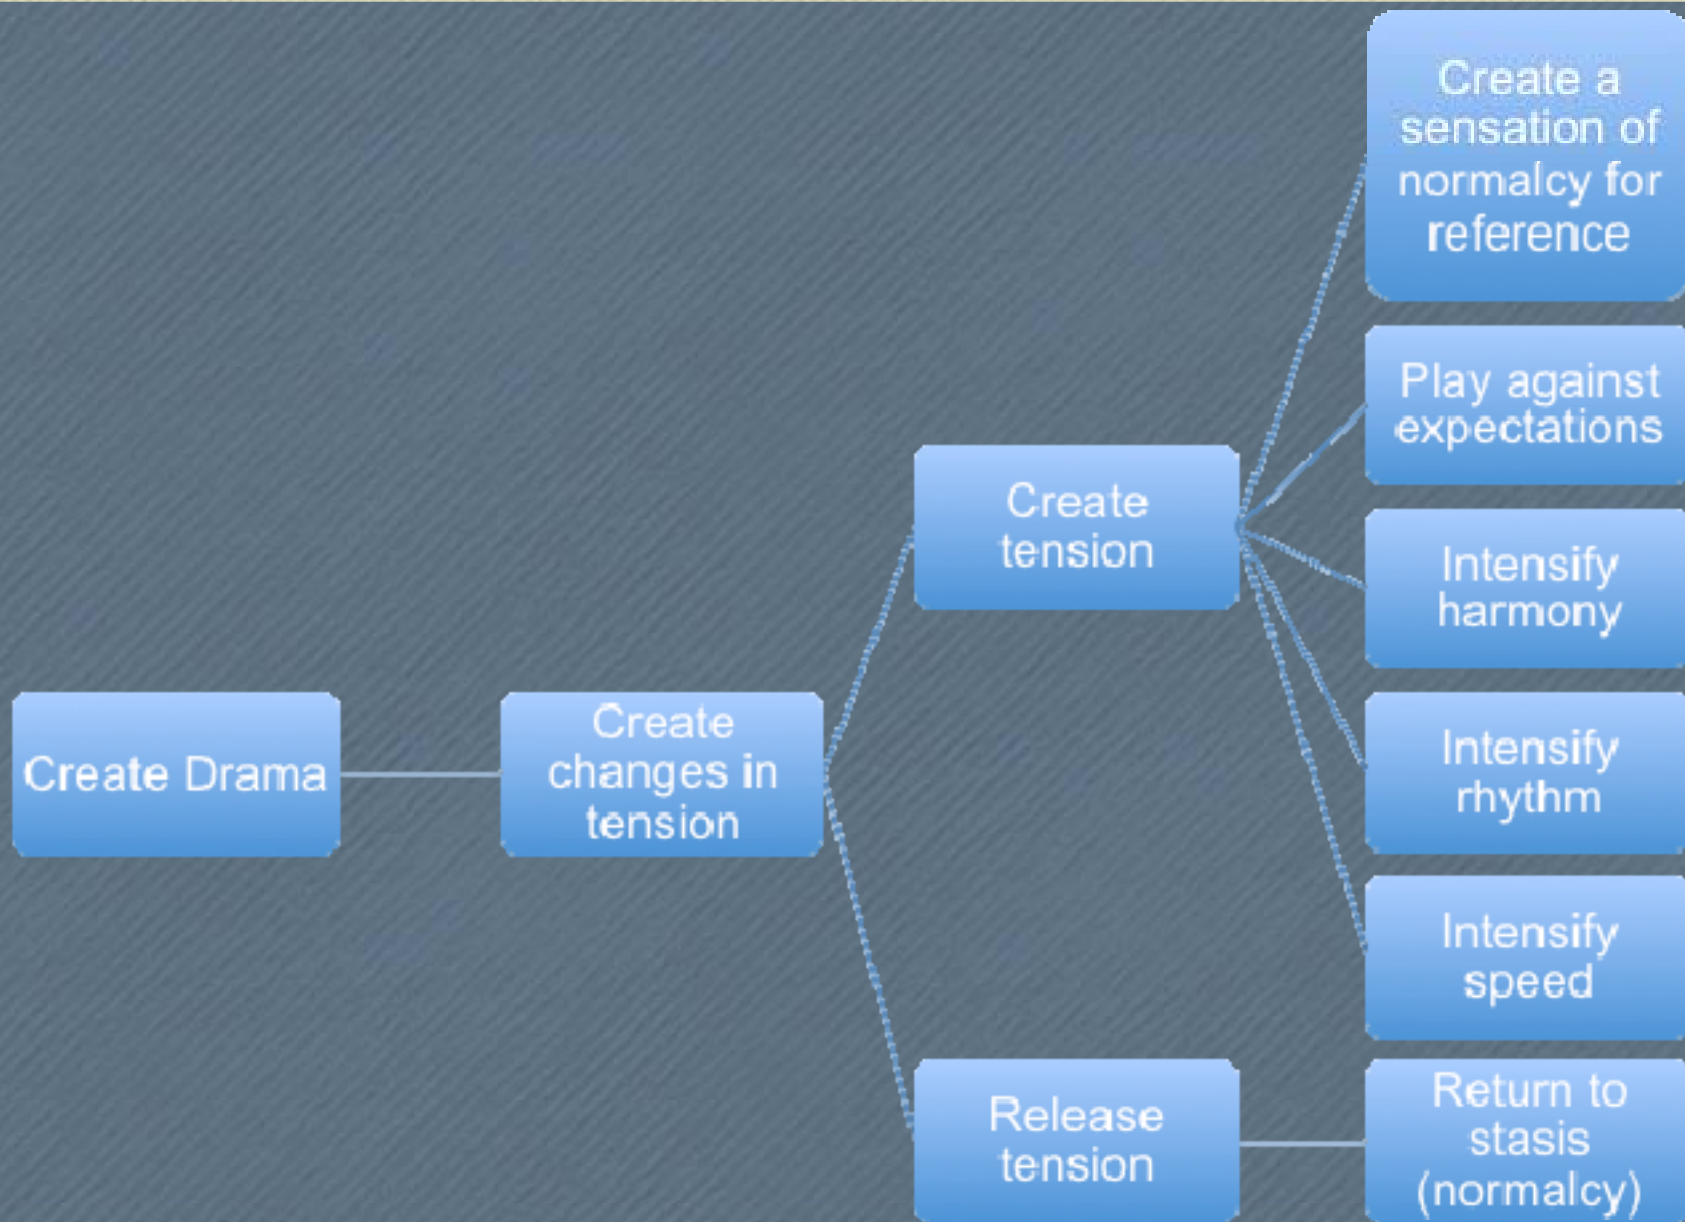 Create Drama
Create
changes in
tension
Create
tension
Create a
sensation of
normalcy for
reference
Play against
expectations
Intensify
harmony
Intensify
rhythm
Intensify
speed
Release
tension
Return to
stasis
(normalcy)